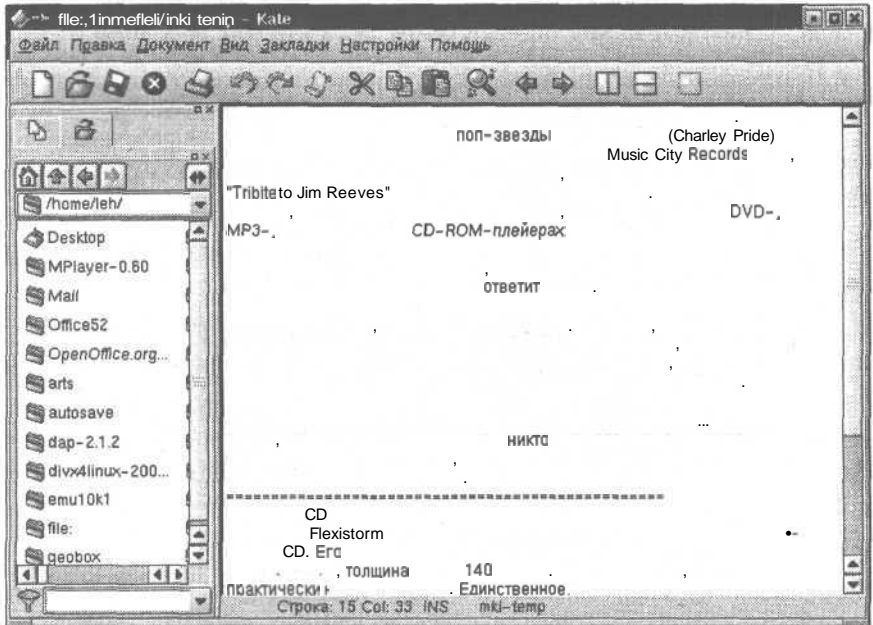 flle:,1inmefleli/inki tenin - Kate
Файл Правка Документ Вид Закладки Настройки Помощь
/home/leh/
Desktop
MPlayer-0.60
Mail
Office52
OpenOffice.org...
arts
autosave
dap-2.1.2
divx4linux-200...
emu10k1
file:
geobox
поп-звезды (Charley Pride)
Music City Records ,
"Tribite to Jim Reeves"
DVD-
MP3- CD-ROM-плейерах
ответит .
...
никто
CD
Flexistorm
CD.
, толщина 140 . ,
практически . Единственное.
Строка: 15 Col: 33 INS mki-temp